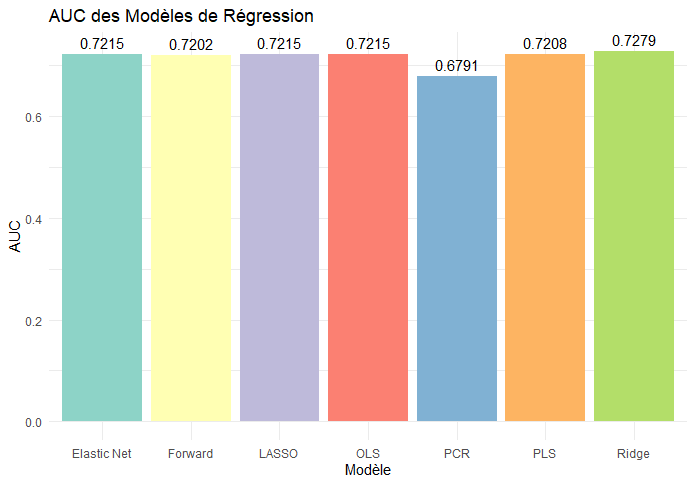 AUC des Modèles de Régression
0.7215
0.7202
0.7215
0.7215
0.6791
0.7208
0.7279
AUC
0.6
0.4
0.2
0.0
Elastic Net
Forward
LASSO
OLS
PCR
PLS
Ridge
Modèle